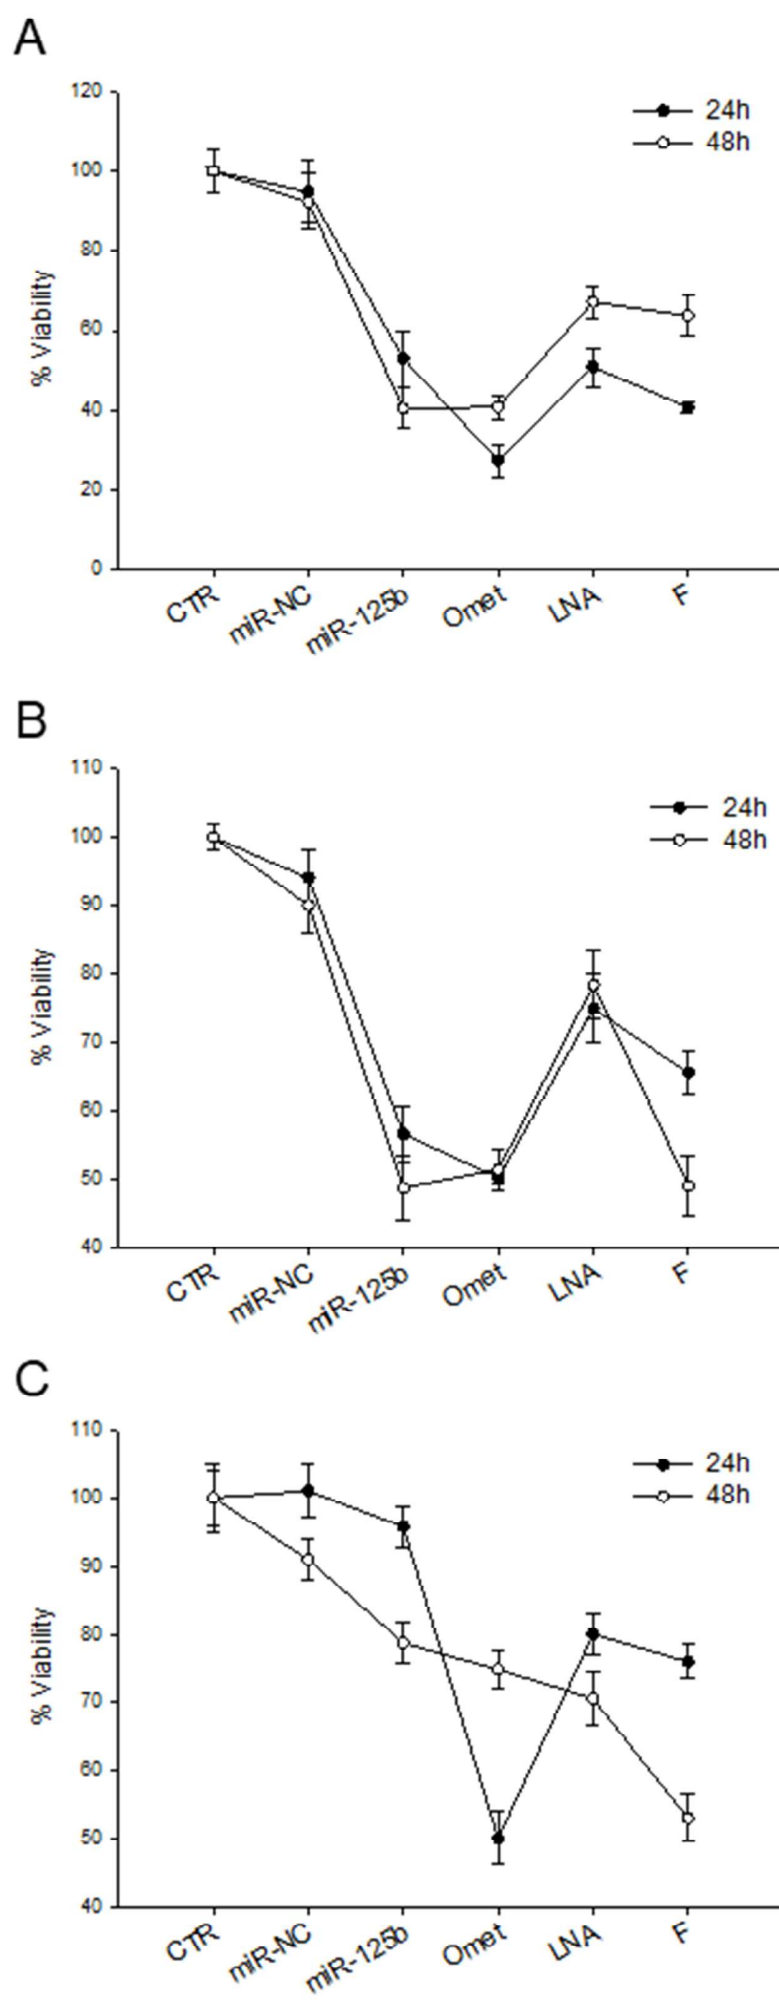 A
120
100
80
60
40
20
0
% Viability
24h
48h
CTR
miR-NC
miR-125b
Omet
LNA
F
B
110
100
90
80
70
60
50
40
% Viability
24h
48h
CTR
miR-NC
miR-125b
Omet
LNA
F
C
110
100
90
80
70
60
50
40
% Viability
24h
48h
CTR
miR-NC
miR-125b
Omet
LNA
F